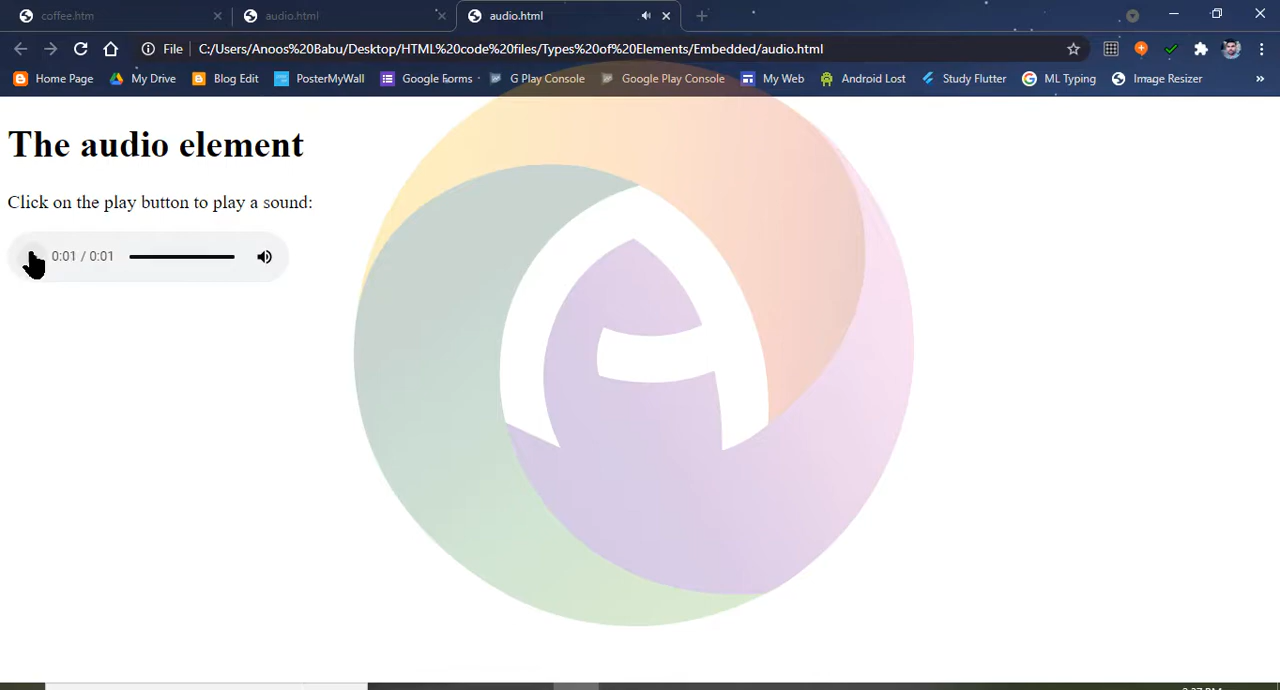 coffee.htm
audio.html
audio.html
File
C:/Users/Anoos%20Babu/Desktop/HTML%20code%20files/Types%20of%20Elements/Embedded/audio.html
Home Page
My Drive
Blog Edit
PosterMyWall
Google Forms
G Play Console
Google Play Console
My Web
Android Lost
Study Flutter
ML Typing
Image Resizer
»
The audio element
Click on the play button to play a sound:
0:01 / 0:01